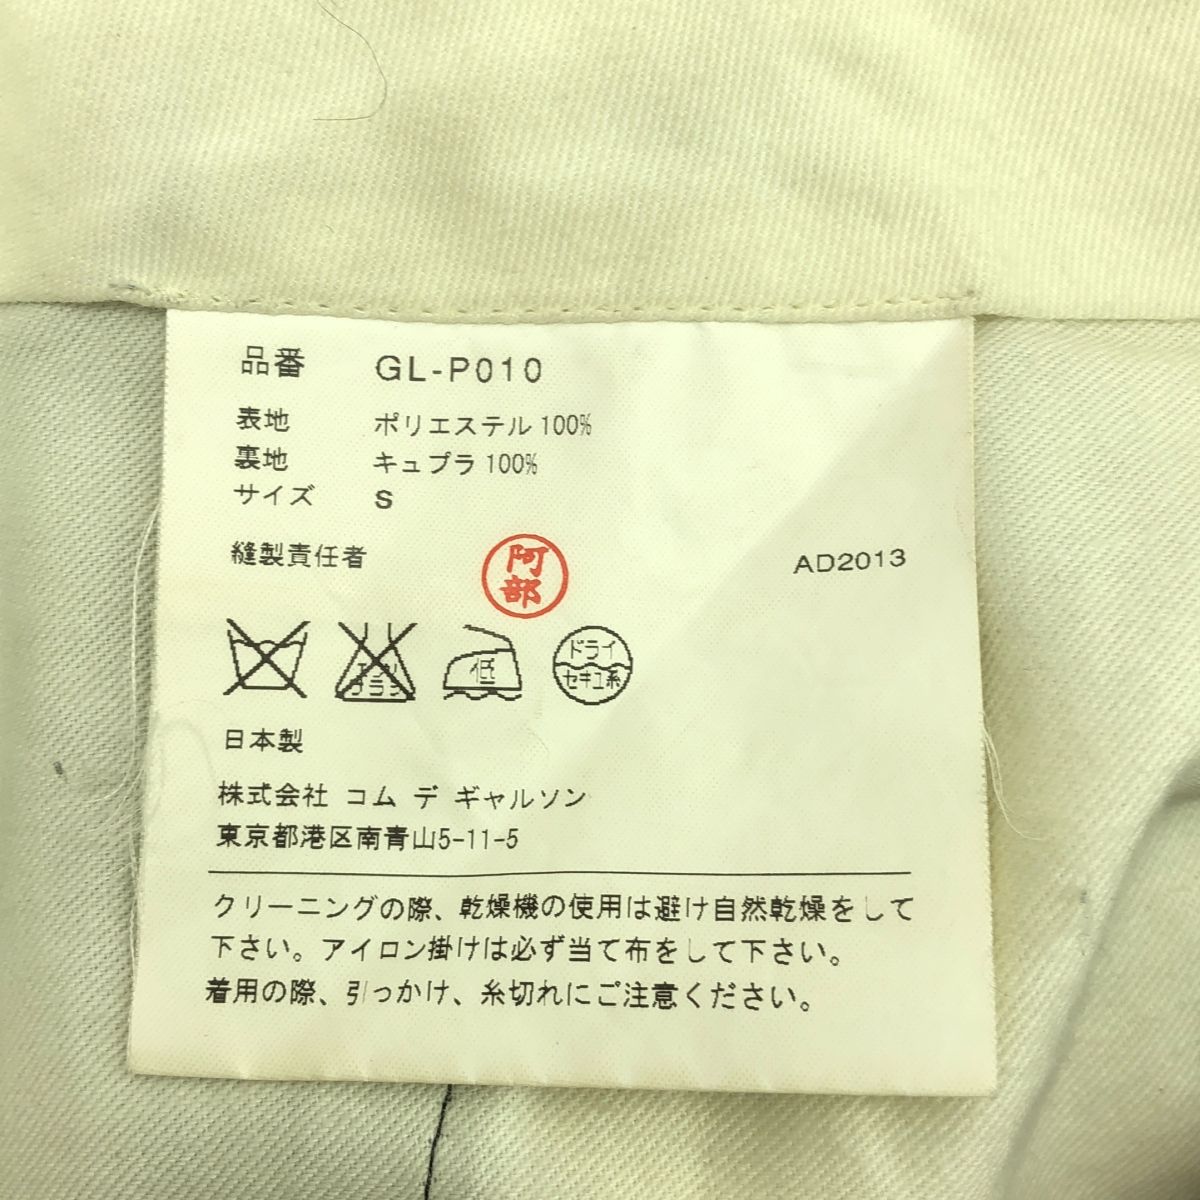 品番 GL-P010
表地 ポリエステル 100%
裏地 キュプラ 100%
サイズ S
縫製責任者 阿部 AD2013
エンソ
フラシ
低
ドライ
セキユ系
日本製
株式会社 コム デ ギャルソン
東京都港区南青山5-11-5
クリーニングの際、乾燥機の使用は避け自然乾燥をして
下さい。アイロン掛けは必ず当て布をして下さい。
着用の際、引っかけ、糸切れにご注意ください。